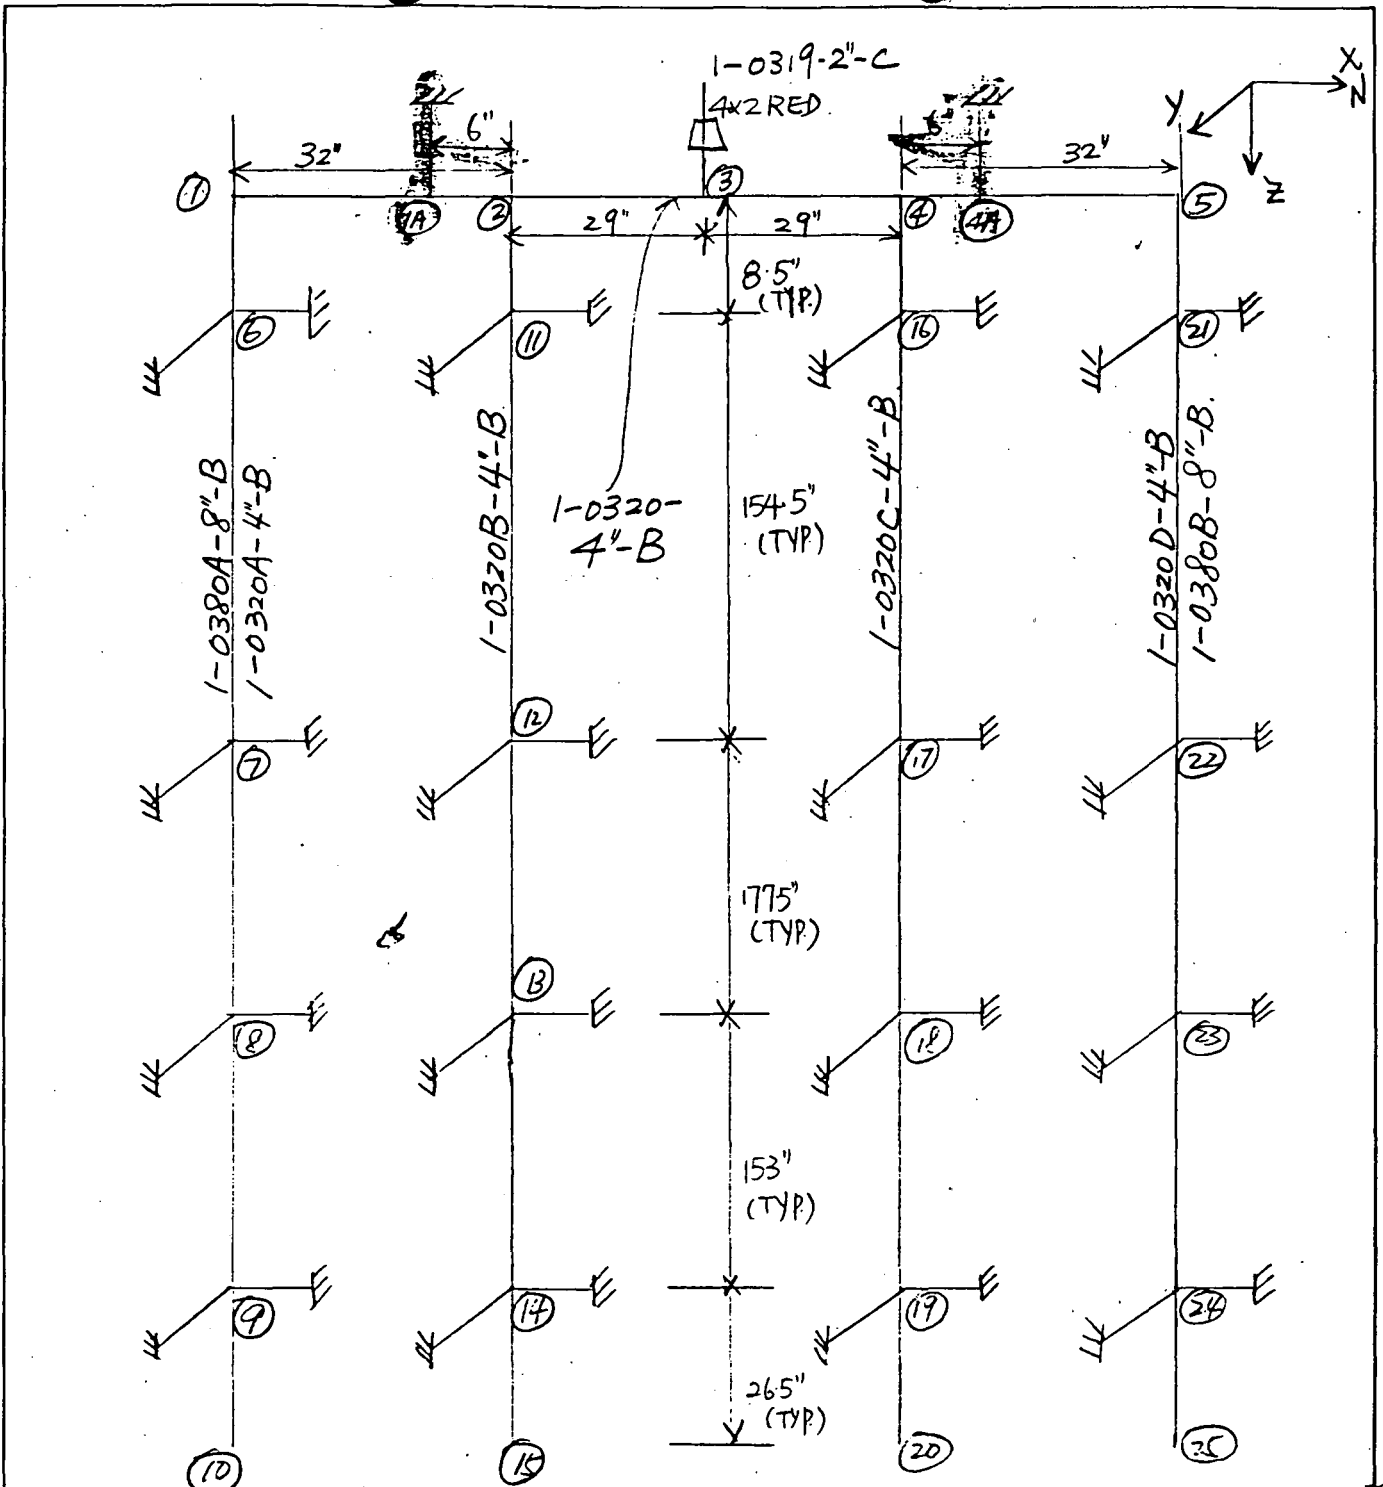 1-0319-2"-C
4x2 RED.
X
N
Y
Z
32"
6"
6"
32"
1
1A
2
3
4
4A
5
29"
29"
8.5"
(TYP.)
6
11
16
21
1-0380A-8"-B
1-0320A-4"-B
1-0320B-4"-B
1-0320-
4"-B
154.5"
(TYP)
1-0320C-4"-B
1-0320D-4"-B
1-0380B-8"-B.
7
12
17
22
177.5"
(TYP.)
8
13
18
23
153"
(TYP.)
9
14
19
24
26.5"
(TYP.)
10
15
20
25